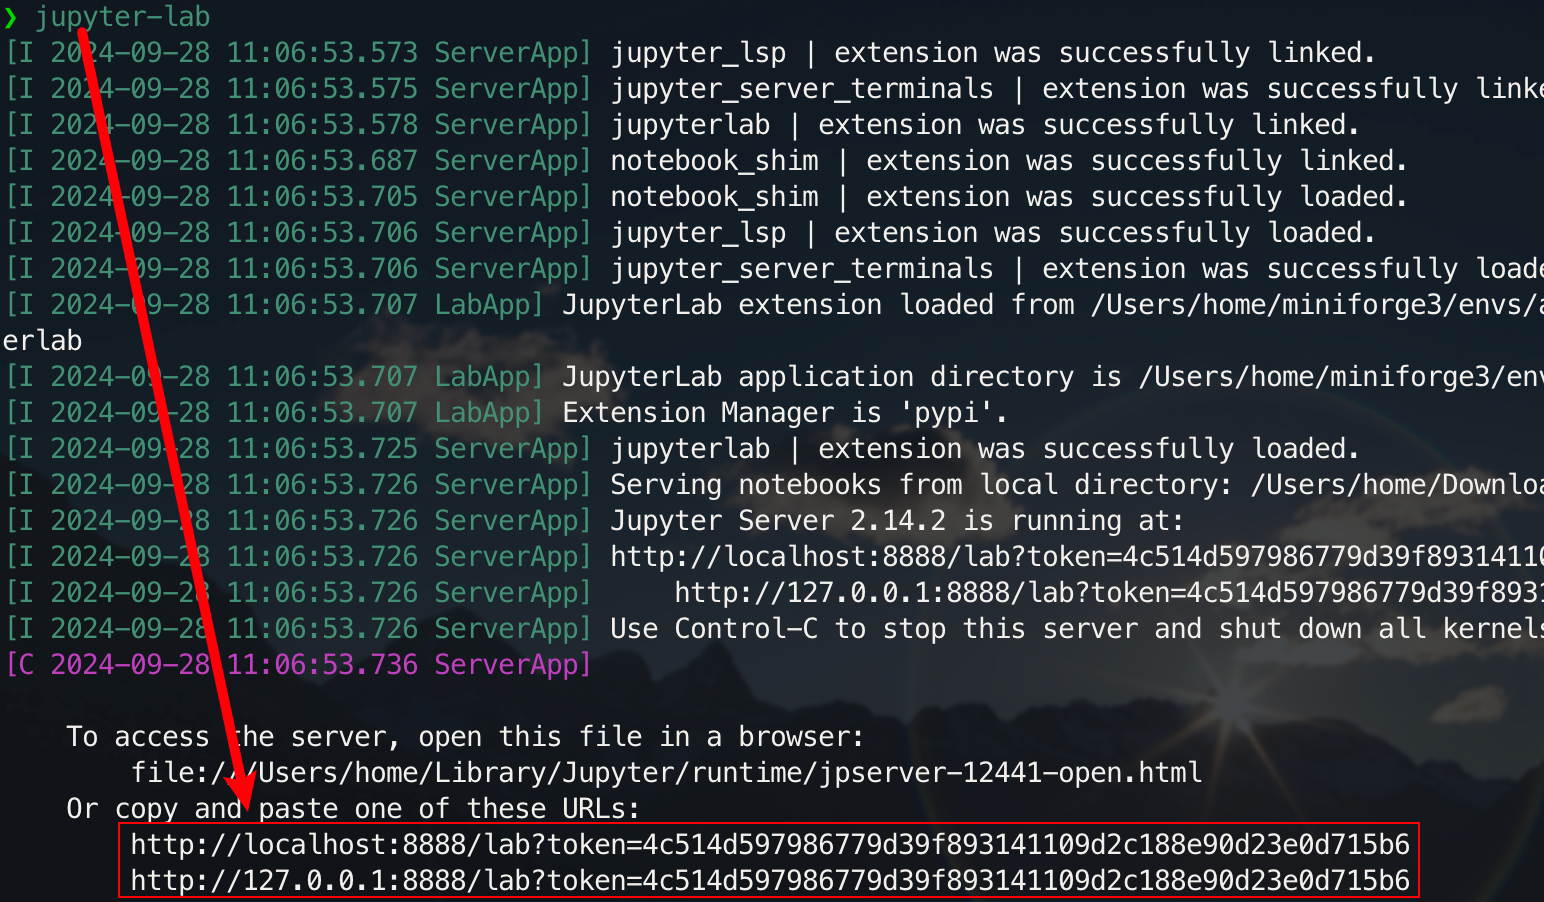 ❯ jupyter-lab
[I 2024-09-28 11:06:53.573 ServerApp] jupyter_lsp | extension was successfully linked.
[I 2024-09-28 11:06:53.575 ServerApp] jupyter_server_terminals | extension was successfully linke
[I 2024-09-28 11:06:53.578 ServerApp] jupyterlab | extension was successfully linked.
[I 2024-09-28 11:06:53.687 ServerApp] notebook_shim | extension was successfully linked.
[I 2024-09-28 11:06:53.705 ServerApp] notebook_shim | extension was successfully loaded.
[I 2024-09-28 11:06:53.706 ServerApp] jupyter_lsp | extension was successfully loaded.
[I 2024-09-28 11:06:53.706 ServerApp] jupyter_server_terminals | extension was successfully loade
[I 2024-09-28 11:06:53.707 LabApp] JupyterLab extension loaded from /Users/home/miniforge3/envs/a
erlab
[I 2024-09-28 11:06:53.707 LabApp] JupyterLab application directory is /Users/home/miniforge3/env
[I 2024-09-28 11:06:53.707 LabApp] Extension Manager is 'pypi'.
[I 2024-09-28 11:06:53.725 ServerApp] jupyterlab | extension was successfully loaded.
[I 2024-09-28 11:06:53.726 ServerApp] Serving notebooks from local directory: /Users/home/Downloa
[I 2024-09-28 11:06:53.726 ServerApp] Jupyter Server 2.14.2 is running at:
[I 2024-09-28 11:06:53.726 ServerApp] http://localhost:8888/lab?token=4c514d597986779d39f89314110
[I 2024-09-28 11:06:53.726 ServerApp]     http://127.0.0.1:8888/lab?token=4c514d597986779d39f8931
[I 2024-09-28 11:06:53.726 ServerApp] Use Control-C to stop this server and shut down all kernels
[C 2024-09-28 11:06:53.736 ServerApp]
    To access the server, open this file in a browser:
        file:///Users/home/Library/Jupyter/runtime/jpserver-12441-open.html
    Or copy and paste one of these URLs:
        http://localhost:8888/lab?token=4c514d597986779d39f893141109d2c188e90d23e0d715b6
        http://127.0.0.1:8888/lab?token=4c514d597986779d39f893141109d2c188e90d23e0d715b6